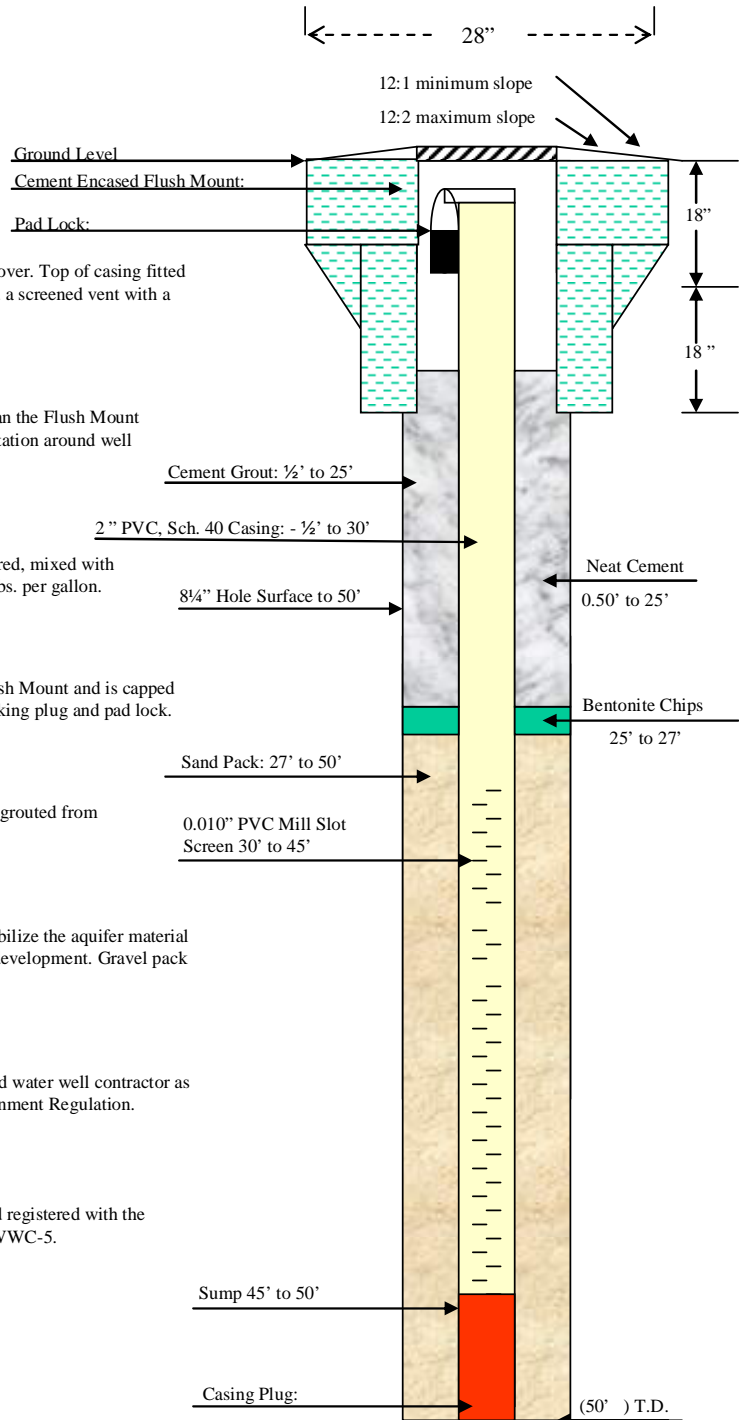 28”
12:1 minimum slope
12:2 maximum slope
Ground Level
Cement Encased Flush Mount:
Pad Lock:
18”
over. Top of casing fitted
a screened vent with a
18 ”
an the Flush Mount
tation around well
Cement Grout: ½’ to 25’
2 ” PVC, Sch. 40 Casing: - ½’ to 30’
red, mixed with
bs. per gallon.
Neat Cement
0.50’ to 25’
8¼” Hole Surface to 50’
sh Mount and is capped
king plug and pad lock.
Bentonite Chips
25’ to 27’
Sand Pack: 27’ to 50’
grouted from
0.010” PVC Mill Slot
Screen 30’ to 45’
bilize the aquifer material
development. Gravel pack
d water well contractor as
nment Regulation.
d registered with the
WWC-5.
Sump 45’ to 50’
Casing Plug:
(50’ ) T.D.